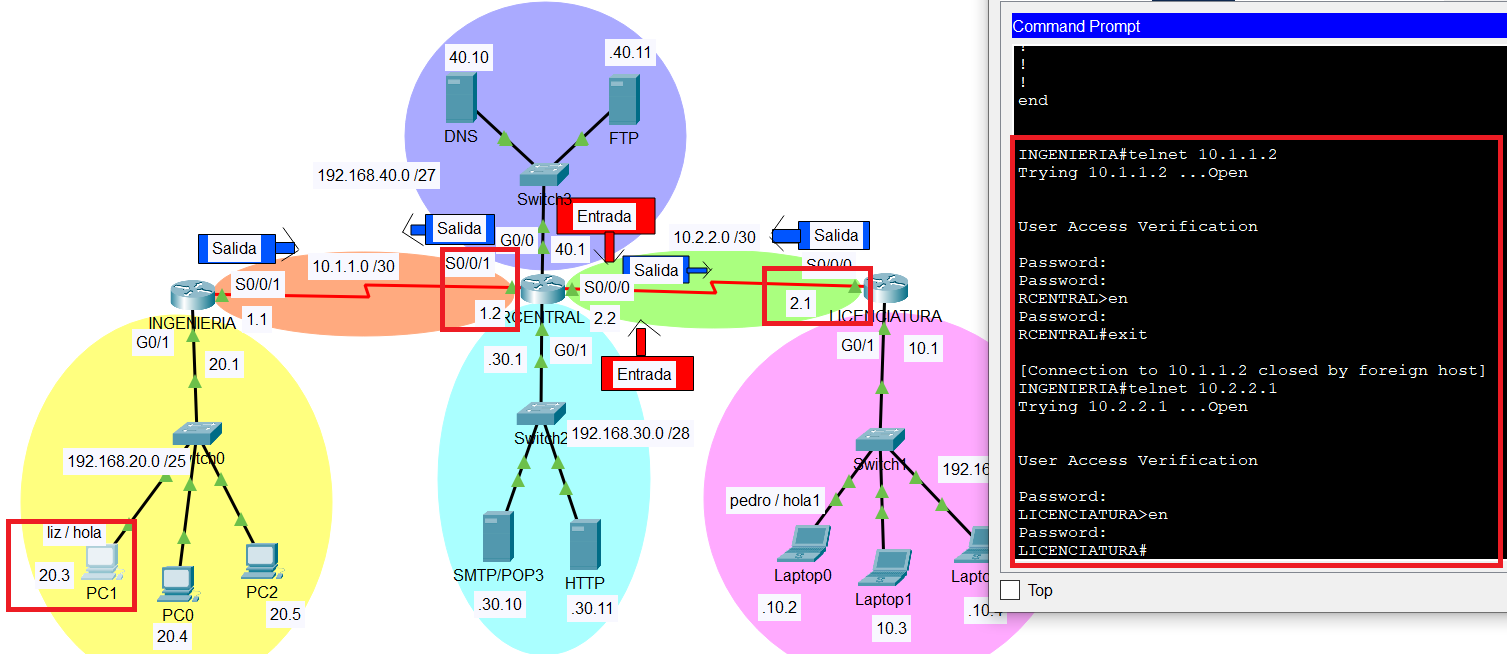 40.10
.40.11
DNS
FTP
192.168.40.0 /27
Switch3
Entrada
Salida
Salida
Salida
G0/0
40.1
10.2.2.0 /30
S0/0/1
S0/0/0
10.1.1.0 /30
Salida
S0/0/1
S0/0/0
1.2
2.1
INGENIERIA
1.1
RCENTRAL
2.2
LICENCIATURA
G0/1
20.1
.30.1
G0/1
Entrada
G0/1
10.1
192.168.20.0 /25
Switch2
192.168.30.0 /28
Switch1
liz / hola
pedro / hola1
20.3
PC1
PC0
20.4
PC2
20.5
SMTP/POP3
.30.10
HTTP
.30.11
Laptop0
.10.2
Laptop1
10.3
Command Prompt
!
!
!
end
INGENIERIA#telnet 10.1.1.2
Trying 10.1.1.2 ...Open
User Access Verification
Password:
Password:
RCENTRAL>en
Password:
RCENTRAL#exit
[Connection to 10.1.1.2 closed by foreign host]
INGENIERIA#telnet 10.2.2.1
Trying 10.2.2.1 ...Open
User Access Verification
Password:
LICENCIATURA>en
Password:
LICENCIATURA#
Top